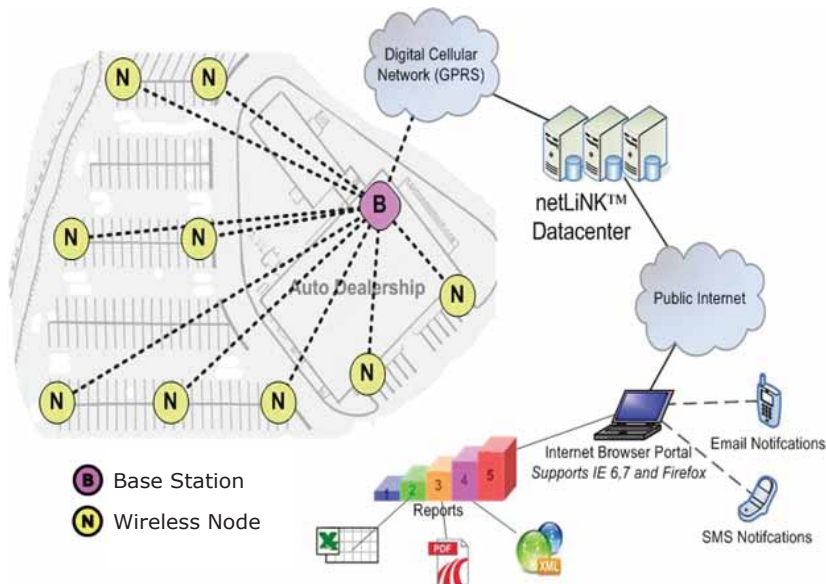 Digital Cellular
Network (GPRS)
N
N
B
netLiNK™
Datacenter
N
N
Auto Dealership
N
Public Internet
N
N
N
N
Internet Browser Portal
Supports IE 6,7 and Firefox
Email Notifcations
SMS Notifcations
B Base Station
N Wireless Node
1
2
3
4
5
Reports
X
PDF
XML